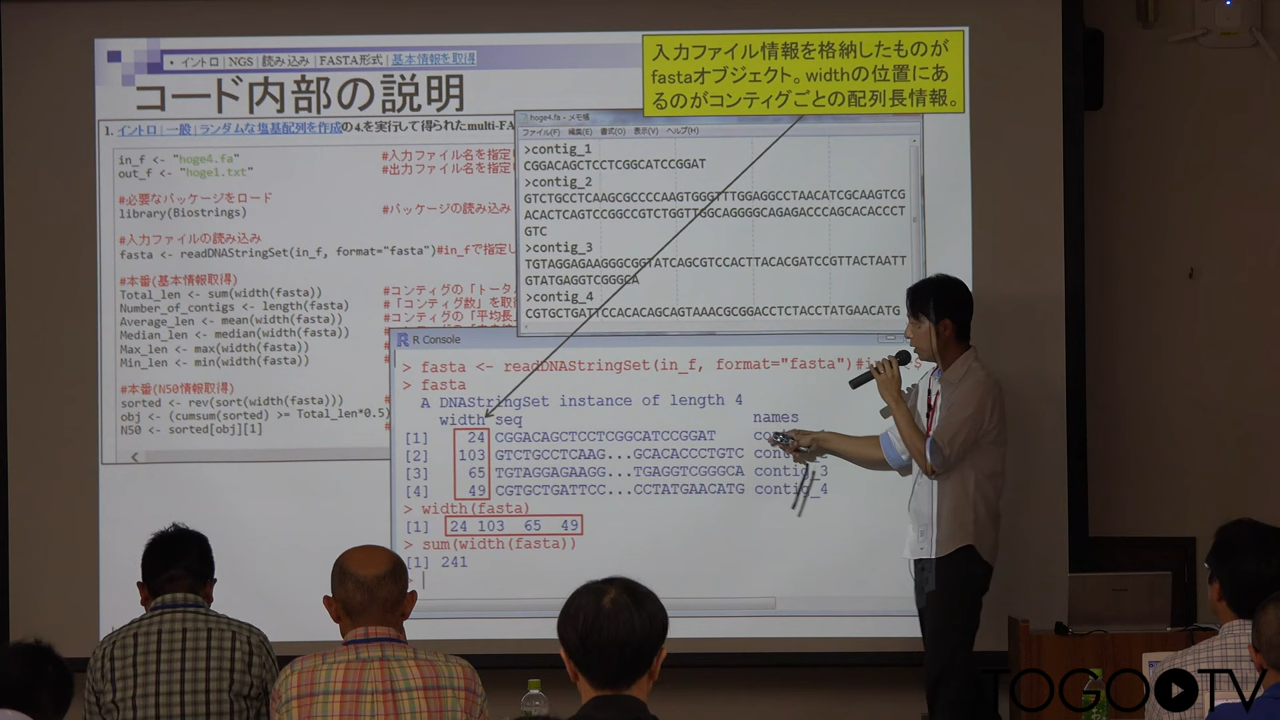 • イントロ | NGS | 読み込み | FASTA形式 | 基本情報を取得
コード内部の説明
入力ファイル情報を格納したものが
fastaオブジェクト。widthの位置にあ
るのがコンティグごとの配列長情報。
1. イントロ | 一般 | ランダムな塩基配列を作成の4.を実行して得られたmulti-FA
in_f <- "hoge4.fa" #入力ファイル名を指定し
out_f <- "hoge1.txt" #出力ファイル名を指定し
#必要なパッケージをロード
library(Biostrings) #パッケージの読み込み
#入力ファイルの読み込み
fasta <- readDNAStringSet(in_f, format="fasta")#in_fで指定し
#本番(基本情報取得)
Total_len <- sum(width(fasta)) #コンティグの「トータ
Number_of_contigs <- length(fasta) #「コンティグ数」を取
Average_len <- mean(width(fasta)) #コンティグの「平均長
Median_len <- median(width(fasta))
Max_len <- max(width(fasta))
Min_len <- min(width(fasta))
#本番(N50情報取得)
sorted <- rev(sort(width(fasta)))
obj <- (cumsum(sorted) >= Total_len*0.5)
N50 <- sorted[obj][1]
hoge4.fa - メモ帳
ファイル(F) 編集(E) 書式(O) 表示(V) ヘルプ(H)
>contig_1
CGGACAGCTCCTCGGCATCCGGAT
>contig_2
GTCTGCCTCAAGCGCCCCAAGTGGGTTTGGAGGCCTAACATCGCAAGTCG
ACACTCAGTCCGGCCGTCTGGTTGGCAGGGGCAGAGACCCAGCACACCCT
GTC
>contig_3
TGTAGGAGAAGGGCGGTATCAGCGTCCACTTACACGATCCGTTACTAATT
GTATGAGGTCGGGCA
>contig_4
CGTGCTGATTCCACACAGCAGTAAACGCGGACCTCTACCTATGAACATG
R Console
> fasta <- readDNAStringSet(in_f, format="fasta")#in
> fasta
A DNAStringSet instance of length 4
width seq names
[1] 24 CGGACAGCTCCTCGGCATCCGGAT
[2] 103 GTCTGCCTCAAG...GCACACCCTGTC
[3] 65 TGTAGGAGAAGG...TGAGGTCGGGCA contig_3
[4] 49 CGTGCTGATTCC...CCTATGAACATG contig_4
> width(fasta)
[1] 24 103 65 49
> sum(width(fasta))
[1] 241
>
TOGO TV